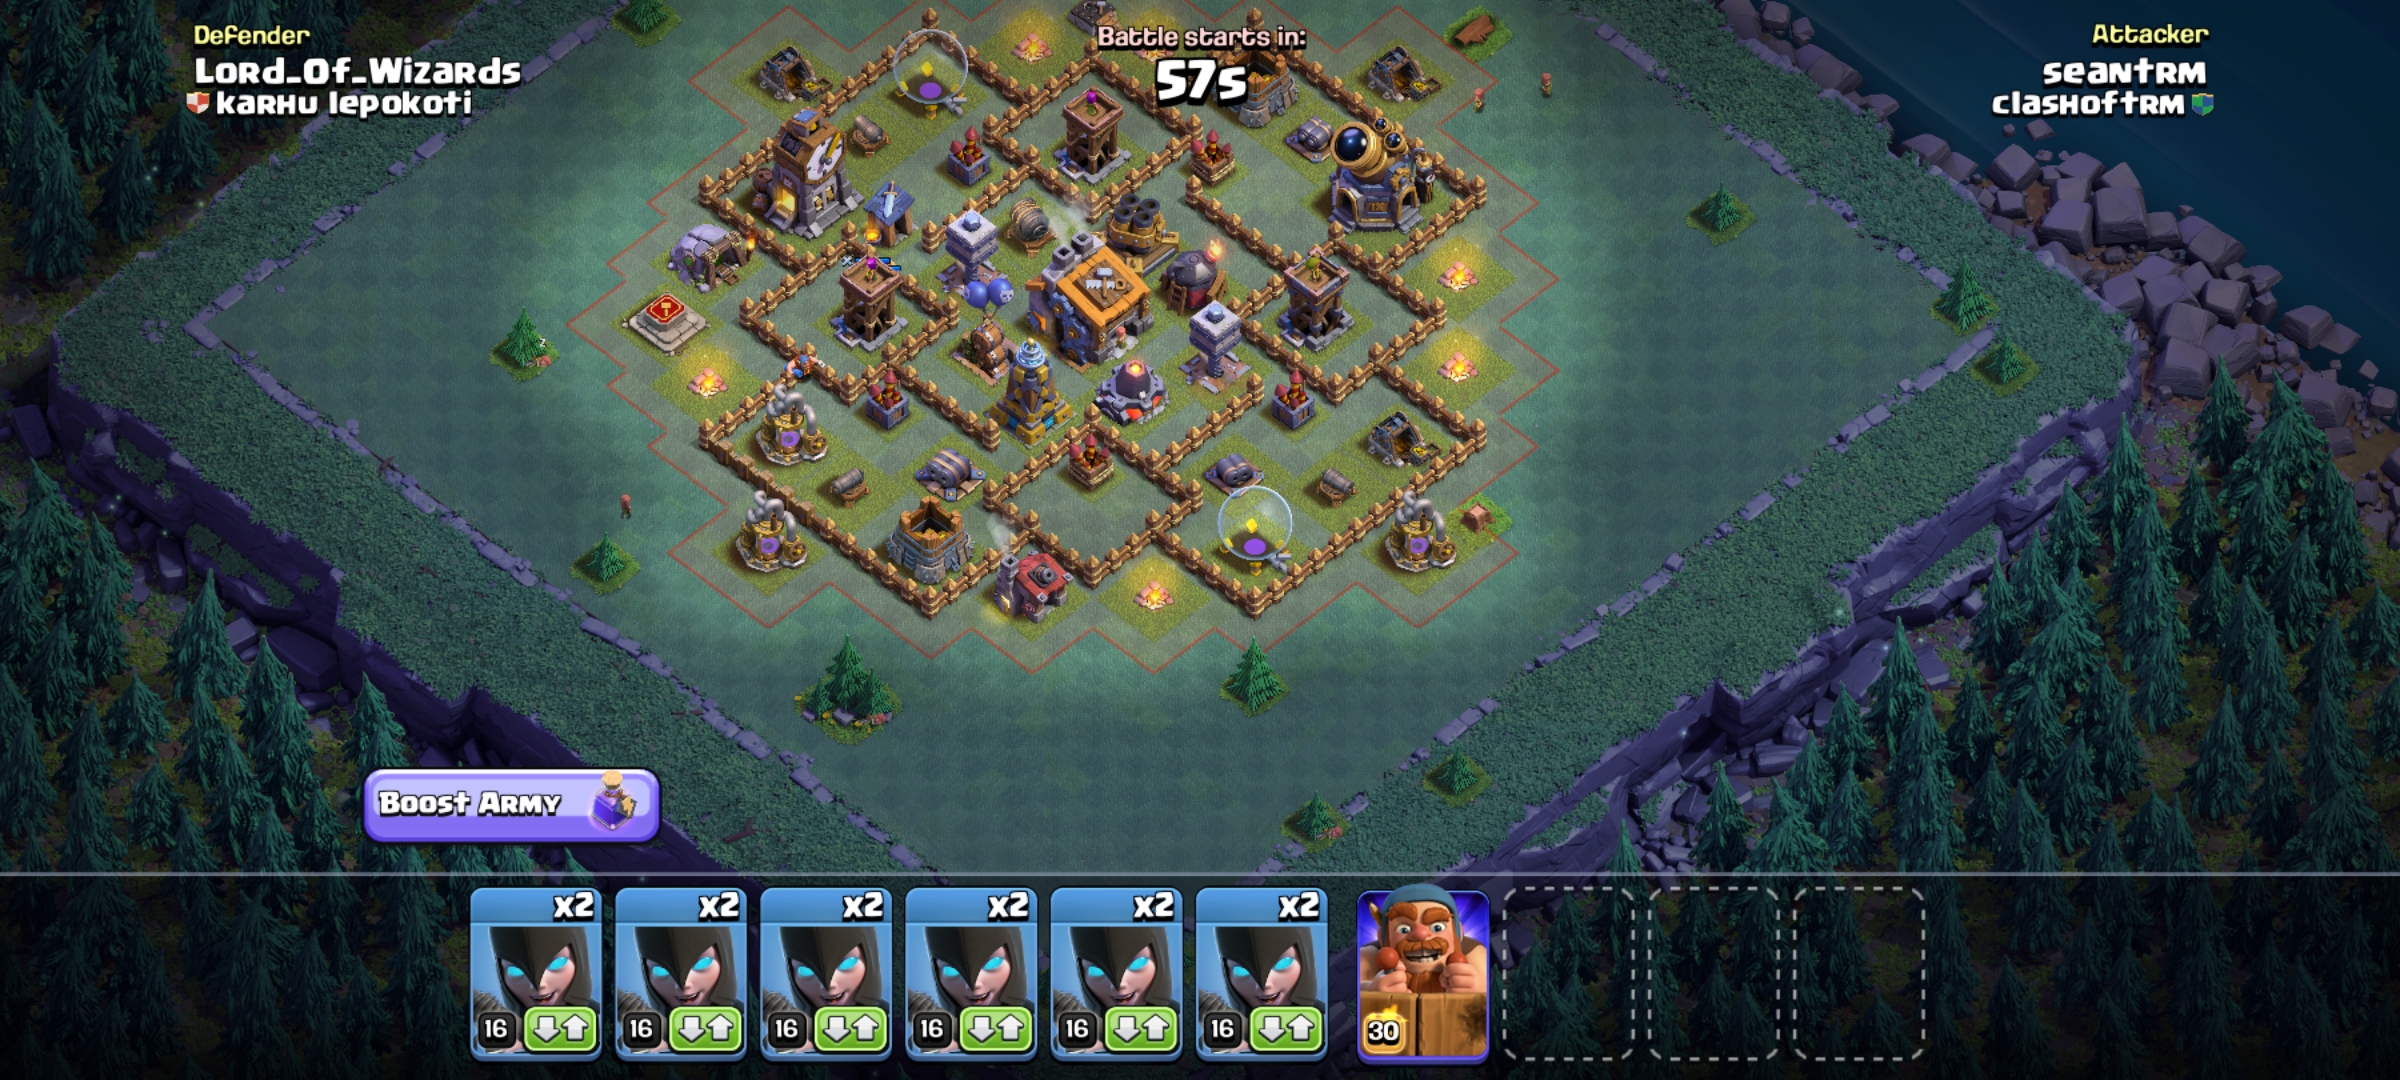 Defender
Lord_Of_Wizards
karhu lepokoti
Battle starts in:
57s
Attacker
seantRM
clashoftRM
z
Boost Army
x2
x2
x2
x2
x2
x2
16
16
16
16
16
16
30